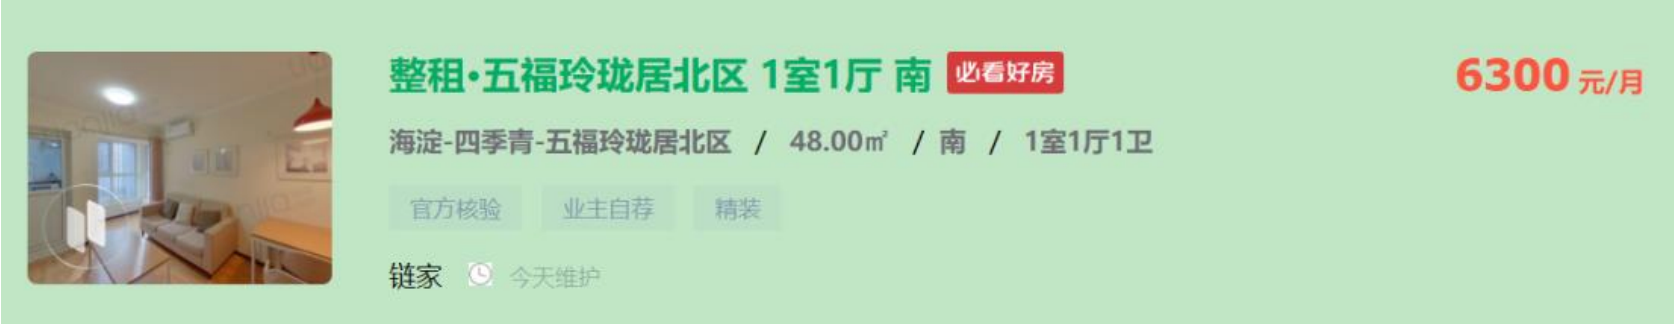 整租·五福玲珑居北区 1室1厅 南 必看好房
6300 元/月
海淀-四季青-五福玲珑居北区 / 48.00㎡ / 南 / 1室1厅1卫
官方核验 业主自荐 精装
链家 今天维护